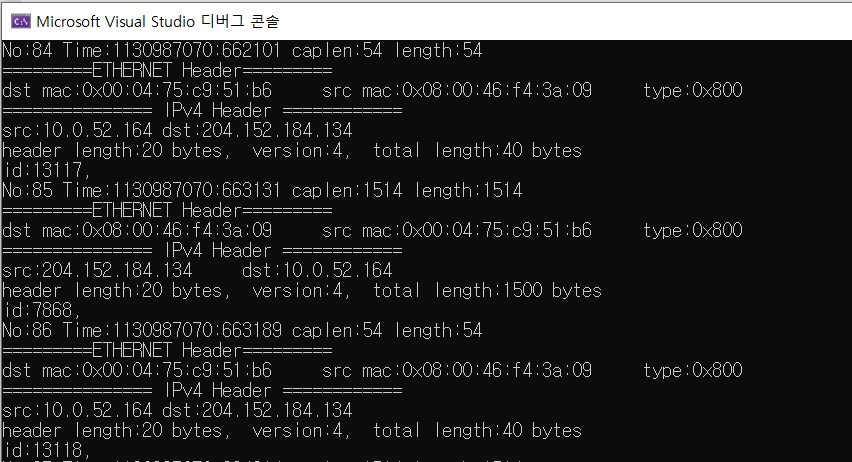 Microsoft Visual Studio 디버그 콘솔
No:84 Time:1130987070:662101 caplen:54 length:54
=========ETHERNET Header=========
dst mac:0x00:04:75:c9:51:b6     src mac:0x08:00:46:f4:3a:09     type:0x800
=============== IPv4 Header ============
src:10.0.52.164 dst:204.152.184.134
header length:20 bytes,  version:4,  total length:40 bytes
id:13117,
No:85 Time:1130987070:663131 caplen:1514 length:1514
=========ETHERNET Header=========
dst mac:0x08:00:46:f4:3a:09     src mac:0x00:04:75:c9:51:b6     type:0x800
=============== IPv4 Header ============
src:204.152.184.134     dst:10.0.52.164
header length:20 bytes,  version:4,  total length:1500 bytes
id:7868,
No:86 Time:1130987070:663189 caplen:54 length:54
=========ETHERNET Header=========
dst mac:0x00:04:75:c9:51:b6     src mac:0x08:00:46:f4:3a:09     type:0x800
=============== IPv4 Header ============
src:10.0.52.164 dst:204.152.184.134
header length:20 bytes,  version:4,  total length:40 bytes
id:13118,